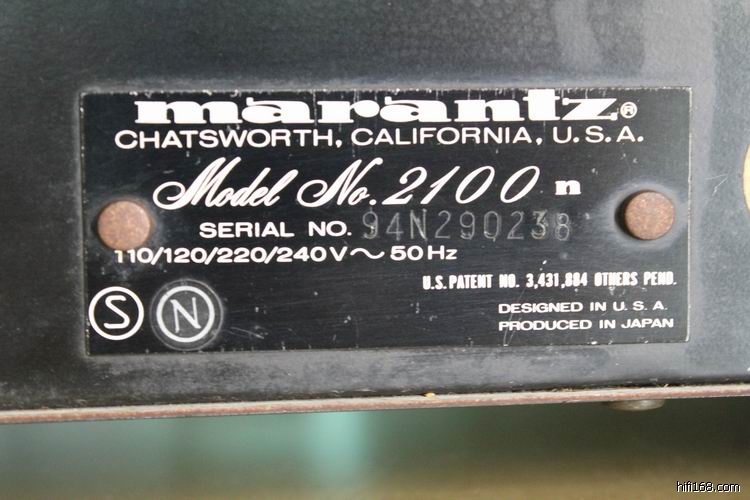 marantz®
CHATSWORTH, CALIFORNIA, U.S.A.
Model No. 2100 n
SERIAL NO. 94N290238
110/120/220/240V～50Hz
U.S. PATENT NO. 3,431,884 OTHERS PEND.
S N
DESIGNED IN U.S.A.
PRODUCED IN JAPAN
hifi168.com